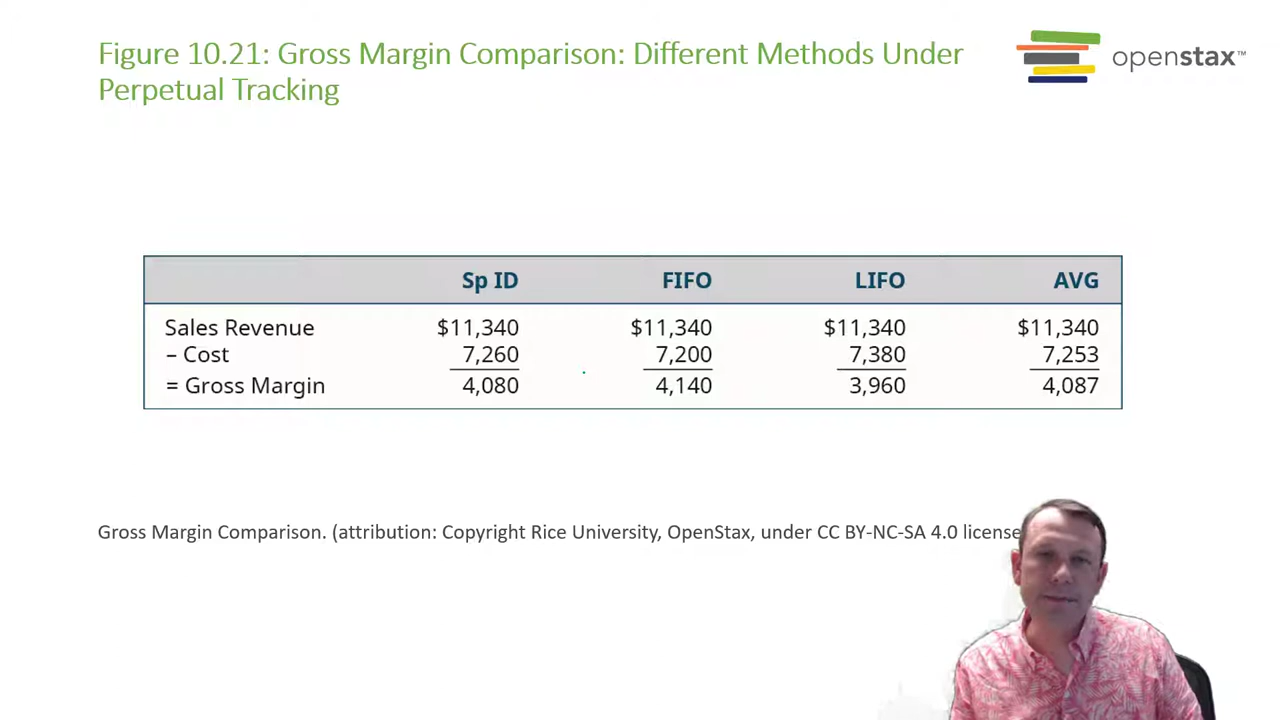 Figure 10.21: Gross Margin Comparison: Different Methods Under
Perpetual Tracking
openstax™
Sp ID FIFO LIFO AVG
Sales Revenue $11,340 $11,340 $11,340 $11,340
– Cost 7,260 7,200 7,380 7,253
= Gross Margin 4,080 4,140 3,960 4,087
Gross Margin Comparison. (attribution: Copyright Rice University, OpenStax, under CC BY-NC-SA 4.0 license